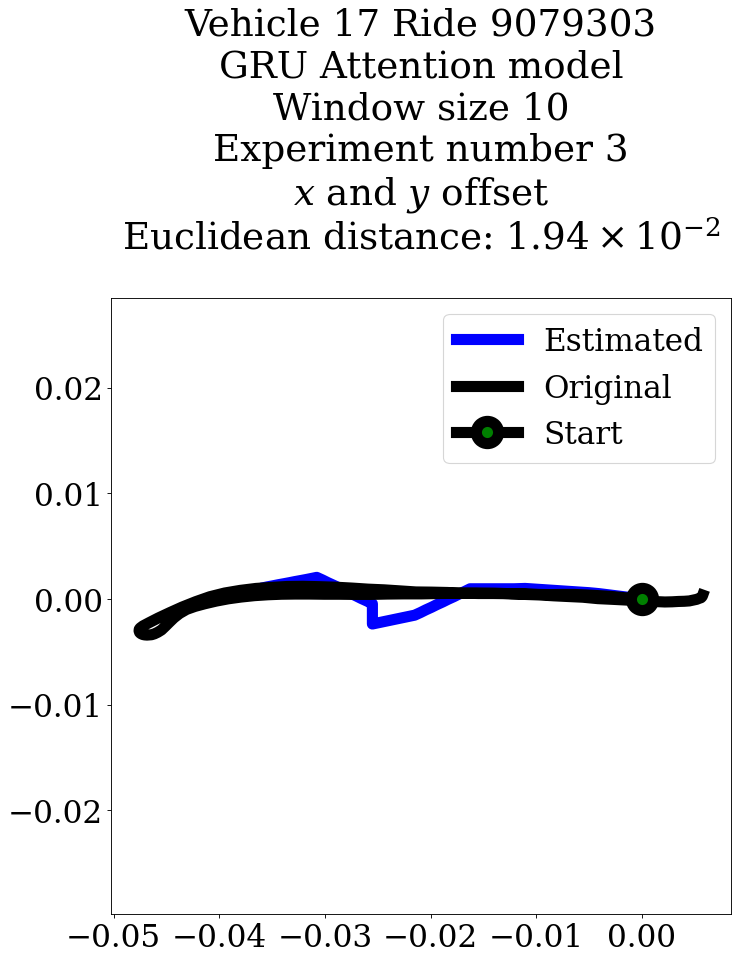 Vehicle 17 Ride 9079303
GRU Attention model
Window size 10
Experiment number 3
x and y offset
Euclidean distance: 1.94 × 10⁻²
Estimated
Original
Start
0.02
0.01
0.00
−0.01
−0.02
−0.05 −0.04 −0.03 −0.02 −0.01 0.00